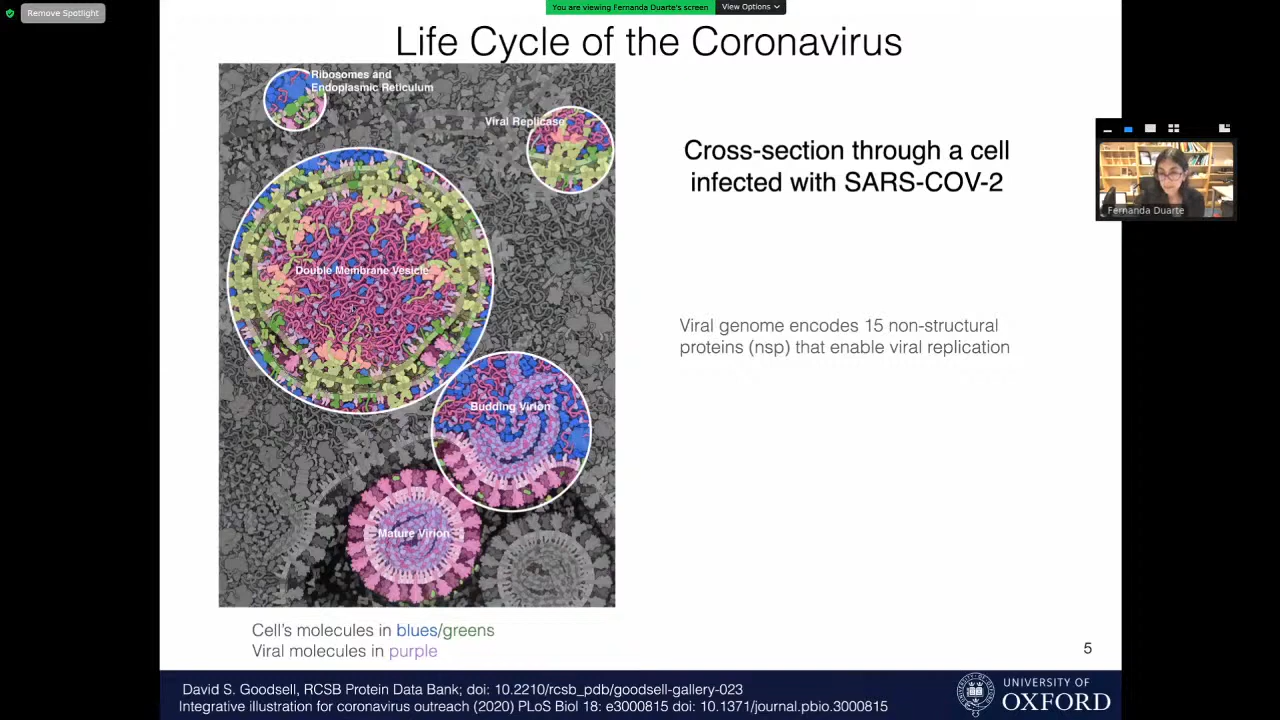 Remove Spotlight
You are viewing Fernanda Duarte's screen
View Options
Life Cycle of the Coronavirus
Ribosomes and
Endoplasmic Reticulum
Viral Replicase
Double Membrane Vesicle
Budding Virion
Mature Virion
Cross-section through a cell
infected with SARS-COV-2
Fernanda Duarte
Viral genome encodes 15 non-structural
proteins (nsp) that enable viral replication
Cell's molecules in blues/greens
Viral molecules in purple
5
David S. Goodsell, RCSB Protein Data Bank; doi: 10.2210/rcsb_pdb/goodsell-gallery-023
Integrative illustration for coronavirus outreach (2020) PLoS Biol 18: e3000815 doi: 10.1371/journal.pbio.3000815
UNIVERSITY OF
OXFORD